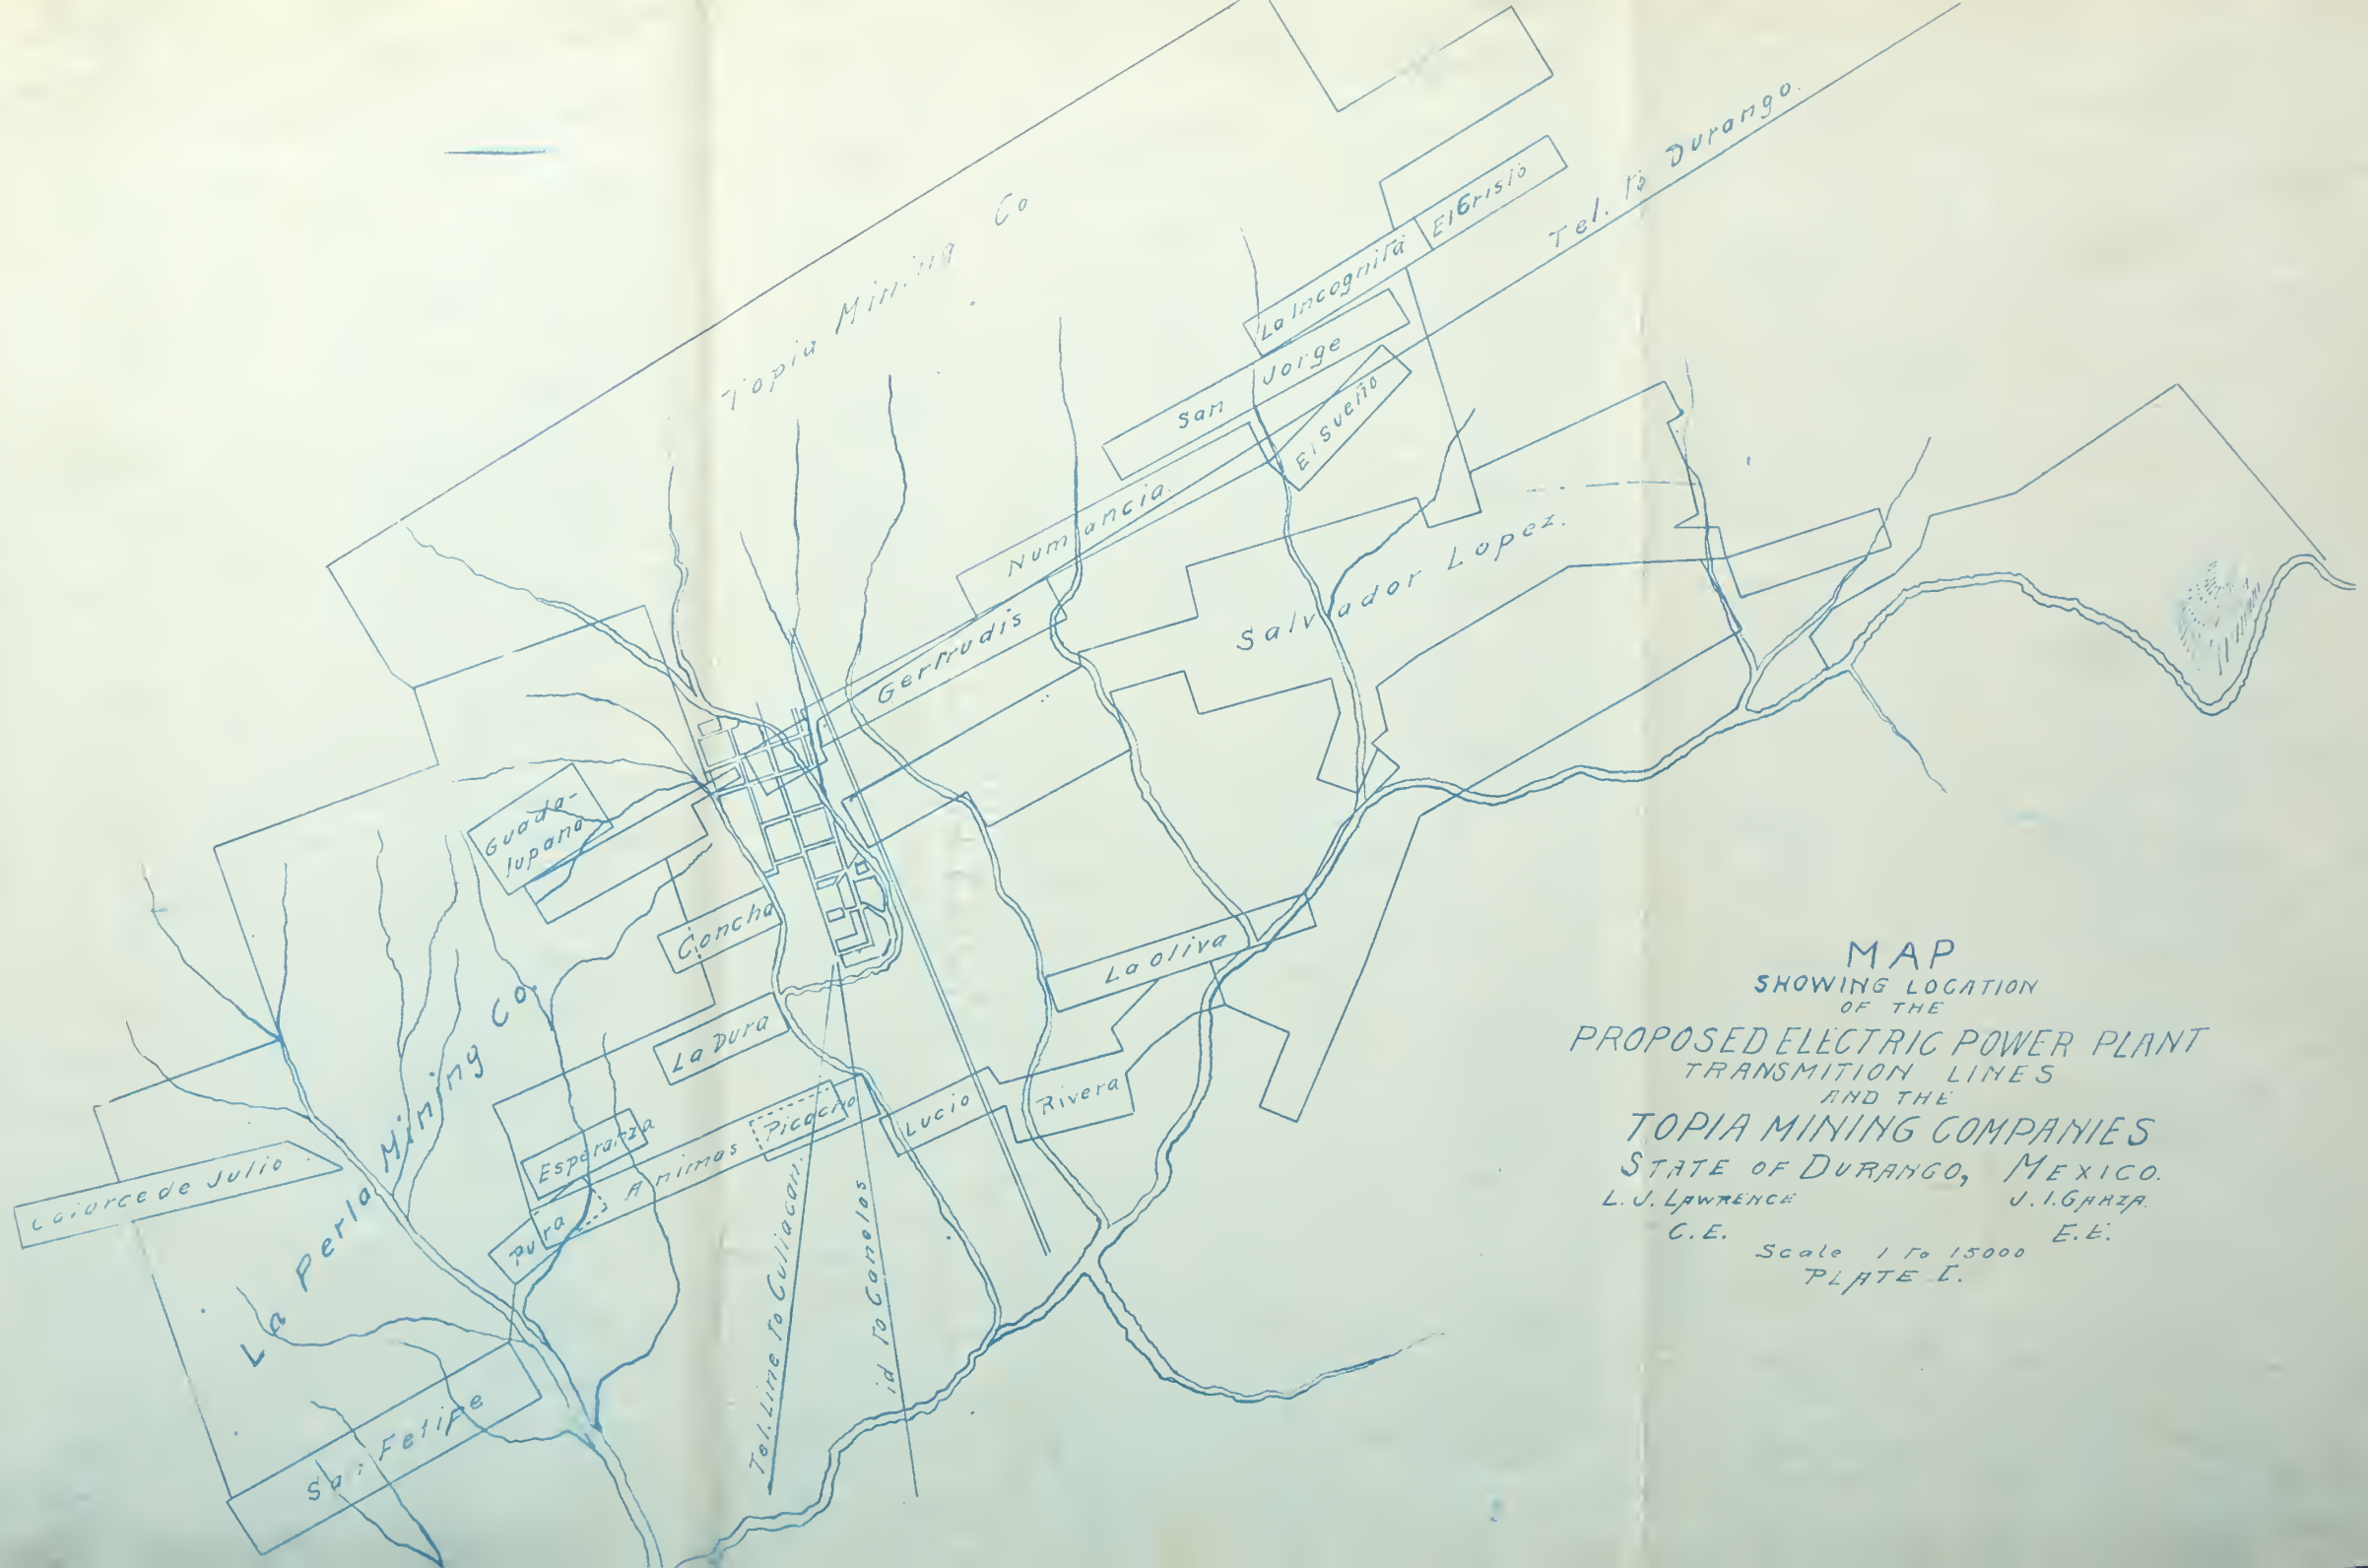 Topia Mining Co
Tel. to Durango.
El Grisio
La Incognita
San Jorge
El Sueño
Numancia.
Salvador Lopez.
Gertrudis
Guada-
lupana
Concha
La Oliva
La Dura
Rivera
Lucio
Picacho
Esperanza
Animas
Pura
La Perla Mining Co.
de Julio
San Felipe
Tel. Line to Culiacan.
id to Canelas
MAP
SHOWING LOCATION
OF THE
PROPOSED ELECTRIC POWER PLANT
TRANSMITION LINES
AND THE
TOPIA MINING COMPANIES
STATE OF DURANGO, MEXICO.
L. J. LAWRENCE J. I. GARZA.
C. E. E. E.
Scale 1 to 15000
PLATE I.